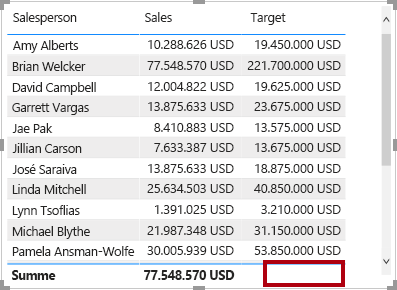 Salesperson Sales Target
Amy Alberts 10.288.626 USD 19.450.000 USD
Brian Welcker 77.548.570 USD 221.700.000 USD
David Campbell 12.004.822 USD 19.625.000 USD
Garrett Vargas 13.875.633 USD 23.675.000 USD
Jae Pak 8.410.883 USD 13.575.000 USD
Jillian Carson 7.633.387 USD 13.675.000 USD
José Saraiva 13.875.633 USD 18.875.000 USD
Linda Mitchell 25.634.503 USD 40.850.000 USD
Lynn Tsoflias 1.391.025 USD 3.210.000 USD
Michael Blythe 21.987.348 USD 31.150.000 USD
Pamela Ansman-Wolfe 30.005.939 USD 53.850.000 USD
Summe 77.548.570 USD